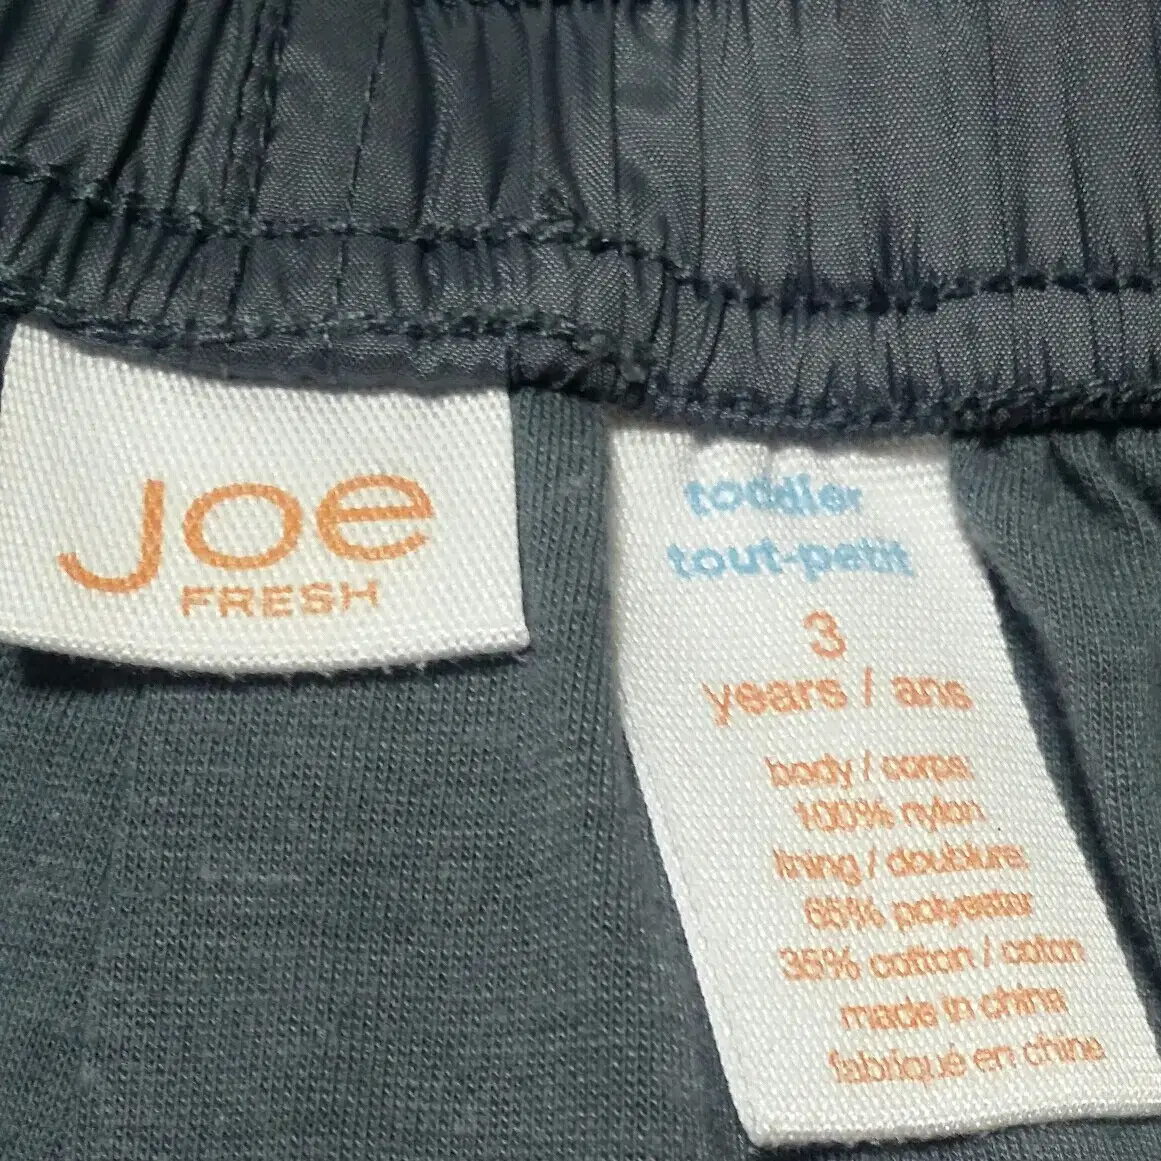 Joe
FRESH
toddler
tout-petit
3
years / ans
body / corps
100% nylon
lining / doublure
65% polyester
35% cotton / coton
made in china
fabriqué en chine